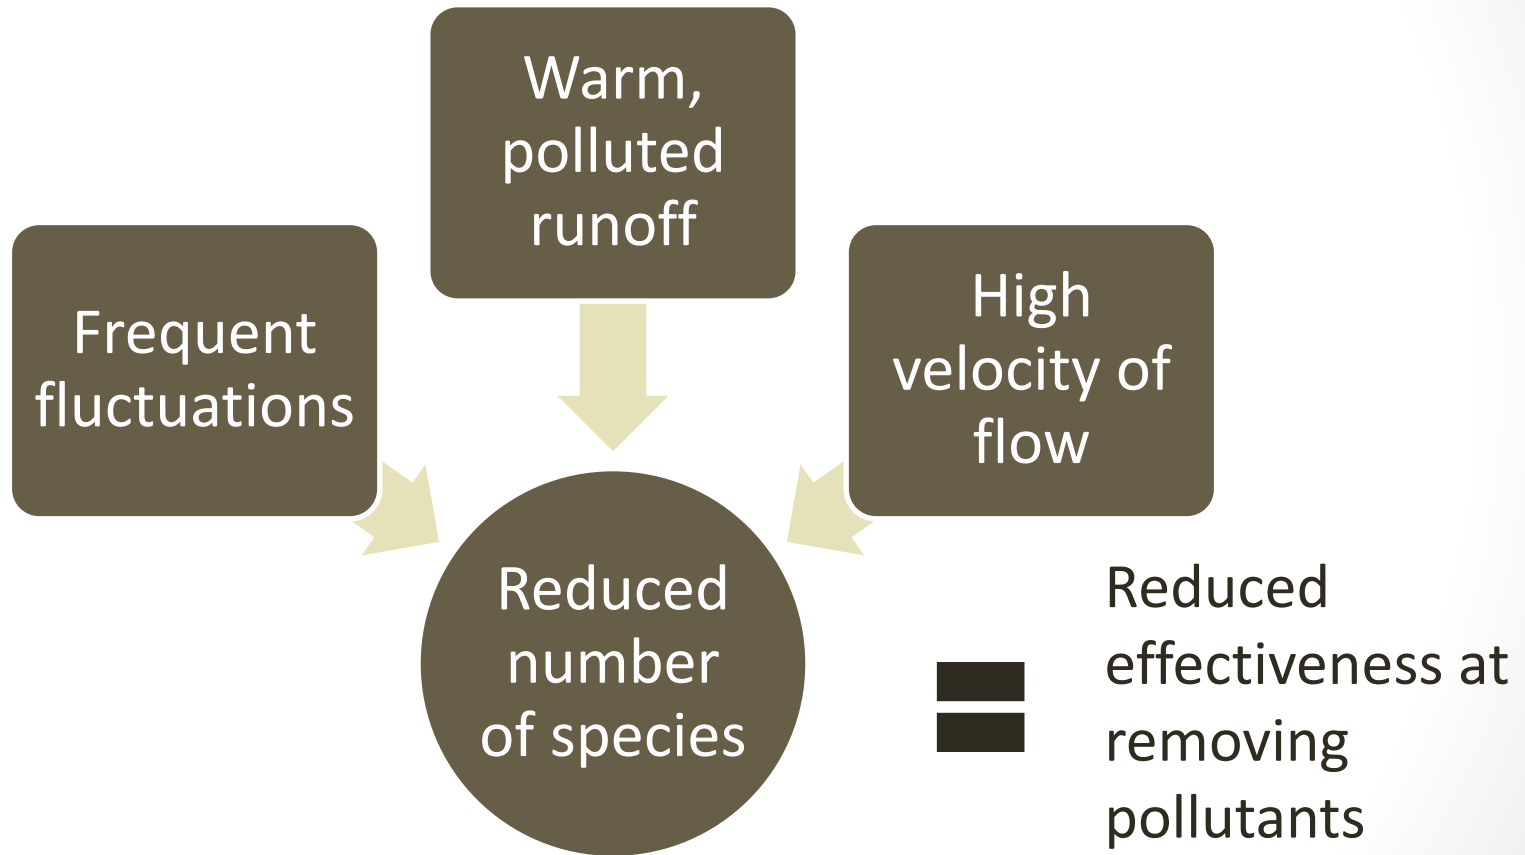 Warm,
polluted
runoff
Frequent
fluctuations
High
velocity of
flow
Reduced
number
of species
Reduced
effectiveness at
removing
pollutants